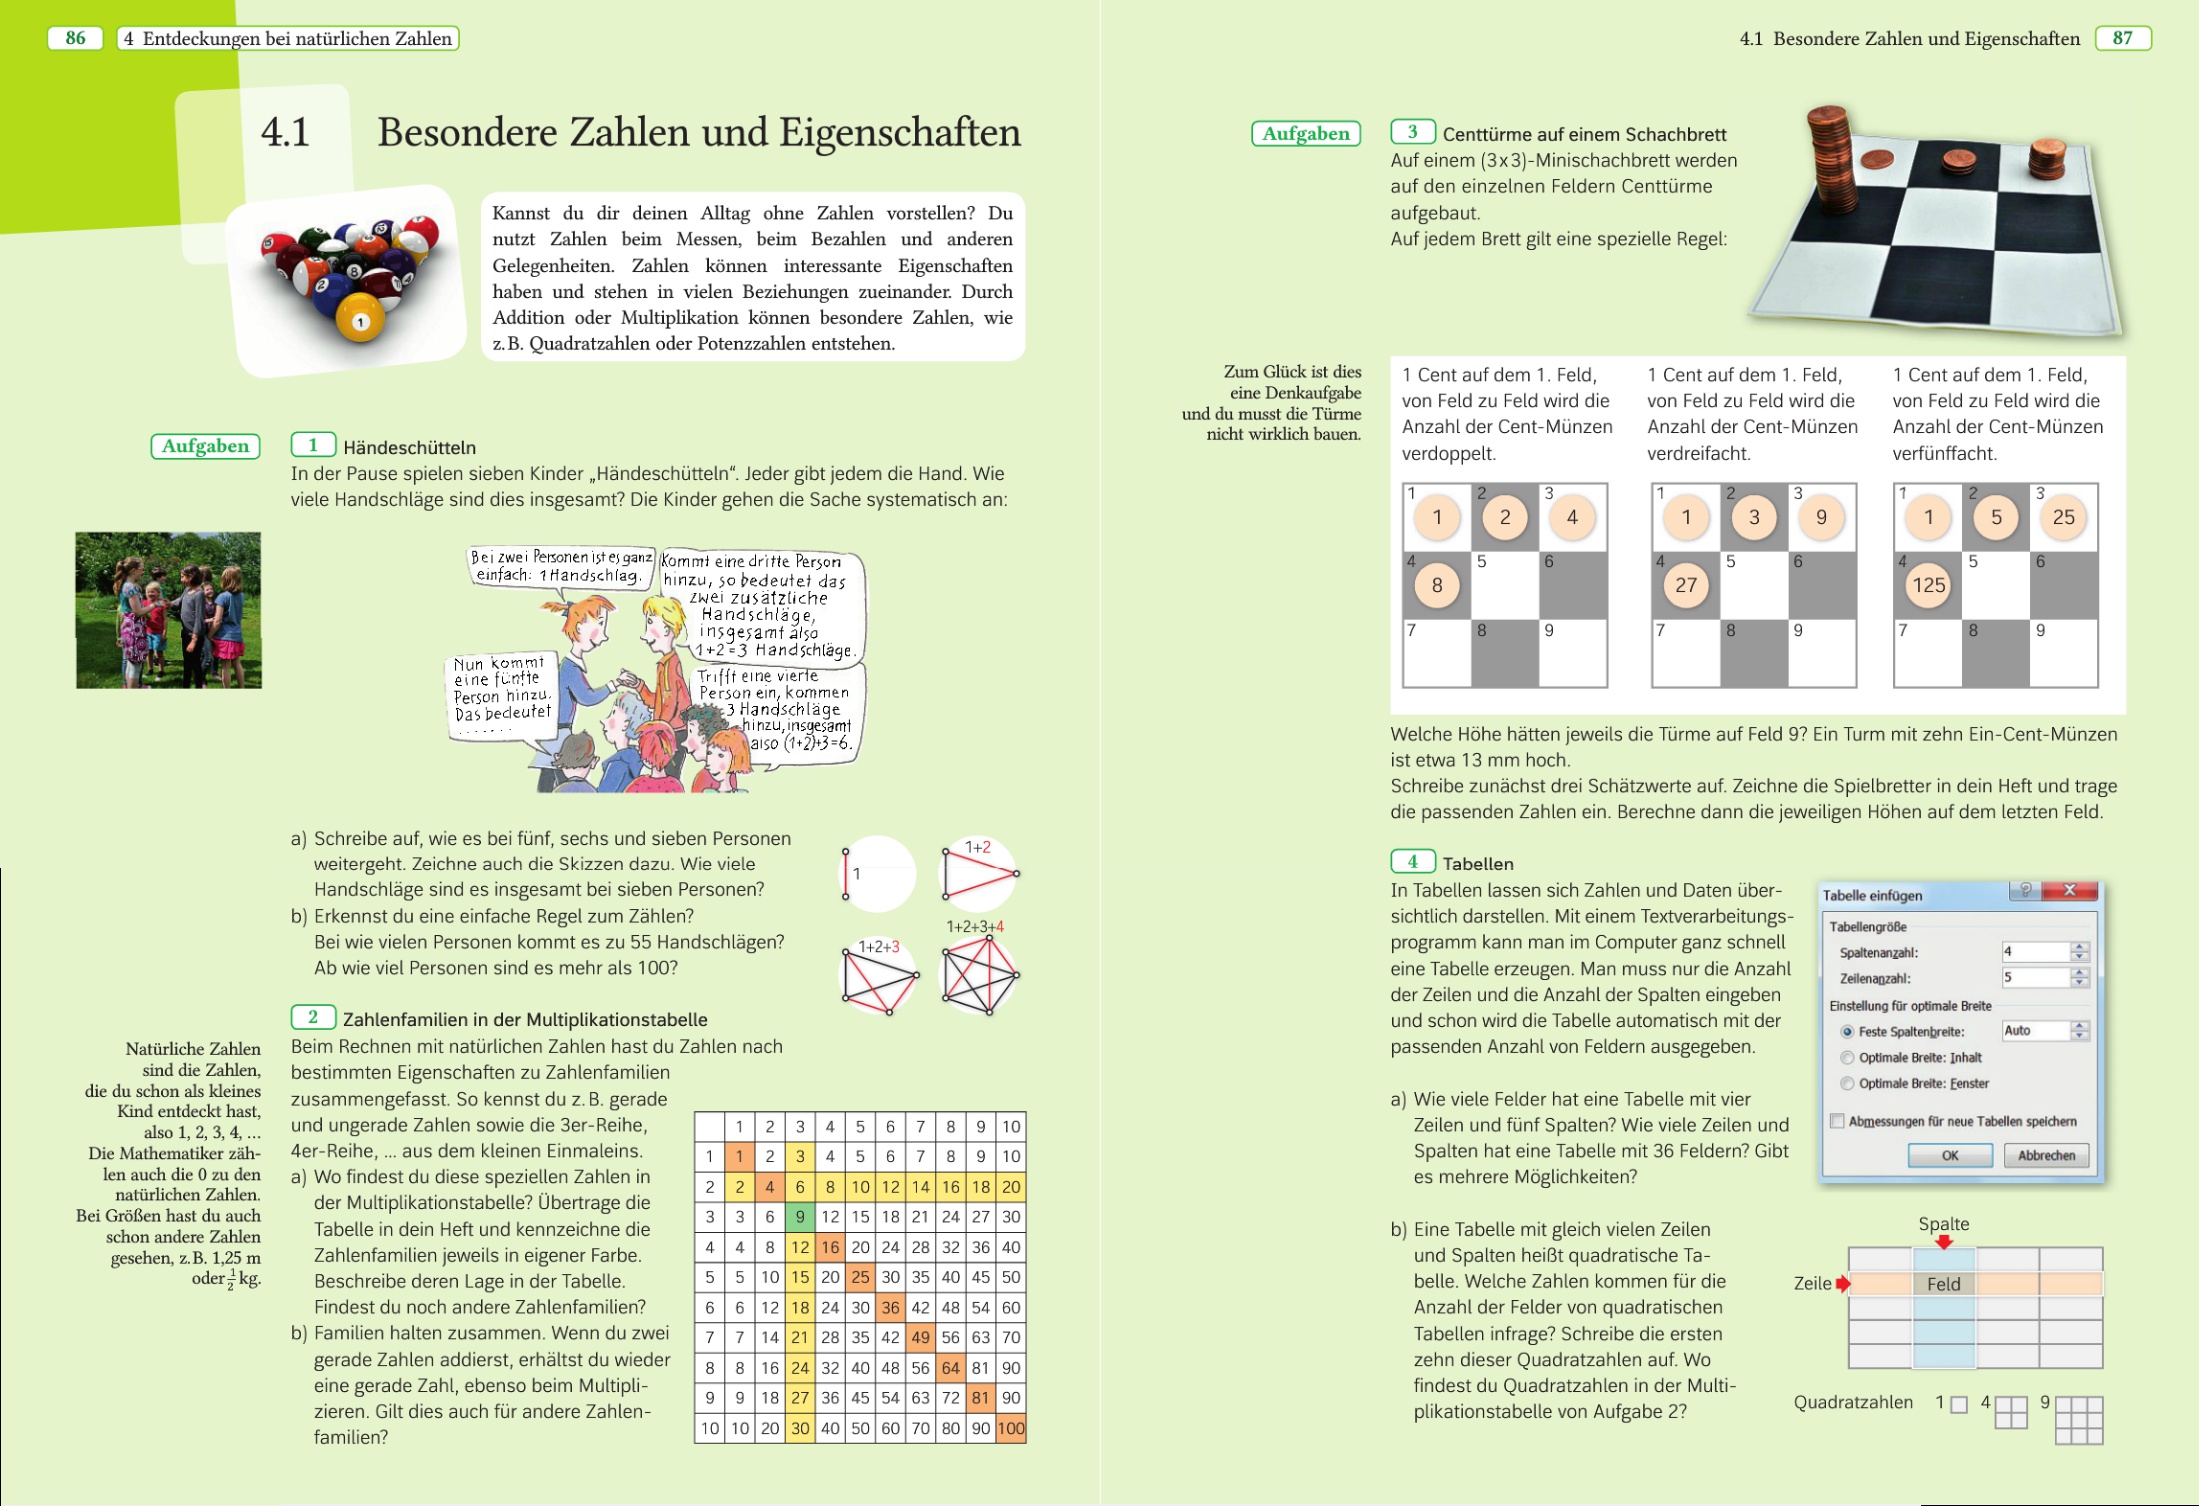 86
4 Entdeckungen bei natürlichen Zahlen
4.1 Besondere Zahlen und Eigenschaften
Kannst du dir deinen Alltag ohne Zahlen vorstellen? Du
nutzt Zahlen beim Messen, beim Bezahlen und anderen
Gelegenheiten. Zahlen können interessante Eigenschaften
haben und stehen in vielen Beziehungen zueinander. Durch
Addition oder Multiplikation können besondere Zahlen, wie
z. B. Quadratzahlen oder Potenzzahlen entstehen.
Aufgaben
1 Händeschütteln
In der Pause spielen sieben Kinder „Händeschütteln“. Jeder gibt jedem die Hand. Wie
viele Handschläge sind dies insgesamt? Die Kinder gehen die Sache systematisch an:
Bei zwei Personen ist es ganz
einfach: 1 Handschlag.
Kommt eine dritte Person
hinzu, so bedeutet das
zwei zusätzliche
Handschläge,
insgesamt also
1+2=3 Handschläge.
Trifft eine vierte
Person ein, kommen
3 Handschläge
hinzu, insgesamt
also (1+2)+3=6.
Nun kommt
eine fünfte
Person hinzu.
Das bedeutet
.......
a) Schreibe auf, wie es bei fünf, sechs und sieben Personen
weitergeht. Zeichne auch die Skizzen dazu. Wie viele
Handschläge sind es insgesamt bei sieben Personen?
b) Erkennst du eine einfache Regel zum Zählen?
Bei wie vielen Personen kommt es zu 55 Handschlägen?
Ab wie viel Personen sind es mehr als 100?
1
1+2
1+2+3
1+2+3+4
2 Zahlenfamilien in der Multiplikationstabelle
Beim Rechnen mit natürlichen Zahlen hast du Zahlen nach
bestimmten Eigenschaften zu Zahlenfamilien
zusammengefasst. So kennst du z. B. gerade
und ungerade Zahlen sowie die 3er-Reihe,
4er-Reihe, ... aus dem kleinen Einmaleins.
a) Wo findest du diese speziellen Zahlen in
der Multiplikationstabelle? Übertrage die
Tabelle in dein Heft und kennzeichne die
Zahlenfamilien jeweils in eigener Farbe.
Beschreibe deren Lage in der Tabelle.
Findest du noch andere Zahlenfamilien?
b) Familien halten zusammen. Wenn du zwei
gerade Zahlen addierst, erhältst du wieder
eine gerade Zahl, ebenso beim Multipli-
zieren. Gilt dies auch für andere Zahlen-
familien?
Natürliche Zahlen
sind die Zahlen,
die du schon als kleines
Kind entdeckt hast,
also 1, 2, 3, 4, ...
Die Mathematiker zäh-
len auch die 0 zu den
natürlichen Zahlen.
Bei Größen hast du auch
schon andere Zahlen
gesehen, z. B. 1,25 m
oder ½ kg.
1 2 3 4 5 6 7 8 9 10
1 1 2 3 4 5 6 7 8 9 10
2 2 4 6 8 10 12 14 16 18 20
3 3 6 9 12 15 18 21 24 27 30
4 4 8 12 16 20 24 28 32 36 40
5 5 10 15 20 25 30 35 40 45 50
6 6 12 18 24 30 36 42 48 54 60
7 7 14 21 28 35 42 49 56 63 70
8 8 16 24 32 40 48 56 64 81 90
9 9 18 27 36 45 54 63 72 81 90
10 10 20 30 40 50 60 70 80 90 100
4.1 Besondere Zahlen und Eigenschaften
87
Aufgaben
3 Centtürme auf einem Schachbrett
Auf einem (3 x 3)-Minischachbrett werden
auf den einzelnen Feldern Centtürme
aufgebaut.
Auf jedem Brett gilt eine spezielle Regel:
Zum Glück ist dies
eine Denkaufgabe
und du musst die Türme
nicht wirklich bauen.
1 Cent auf dem 1. Feld,
von Feld zu Feld wird die
Anzahl der Cent-Münzen
verdoppelt.
1 2 3
1 2 4
4 5 6
8
7 8 9
1 Cent auf dem 1. Feld,
von Feld zu Feld wird die
Anzahl der Cent-Münzen
verdreifacht.
1 2 3
1 3 9
4 5 6
27
7 8 9
1 Cent auf dem 1. Feld,
von Feld zu Feld wird die
Anzahl der Cent-Münzen
verfünffacht.
1 2 3
1 5 25
4 5 6
125
7 8 9
Welche Höhe hätten jeweils die Türme auf Feld 9? Ein Turm mit zehn Ein-Cent-Münzen
ist etwa 13 mm hoch.
Schreibe zunächst drei Schätzwerte auf. Zeichne die Spielbretter in dein Heft und trage
die passenden Zahlen ein. Berechne dann die jeweiligen Höhen auf dem letzten Feld.
4 Tabellen
In Tabellen lassen sich Zahlen und Daten über-
sichtlich darstellen. Mit einem Textverarbeitungs-
programm kann man im Computer ganz schnell
eine Tabelle erzeugen. Man muss nur die Anzahl
der Zeilen und die Anzahl der Spalten eingeben
und schon wird die Tabelle automatisch mit der
passenden Anzahl von Feldern ausgegeben.
a) Wie viele Felder hat eine Tabelle mit vier
Zeilen und fünf Spalten? Wie viele Zeilen und
Spalten hat eine Tabelle mit 36 Feldern? Gibt
es mehrere Möglichkeiten?
b) Eine Tabelle mit gleich vielen Zeilen
und Spalten heißt quadratische Ta-
belle. Welche Zahlen kommen für die
Anzahl der Felder von quadratischen
Tabellen infrage? Schreibe die ersten
zehn dieser Quadratzahlen auf. Wo
findest du Quadratzahlen in der Multi-
plikationstabelle von Aufgabe 2?
Tabelle einfügen
Tabellengröße
Spaltenanzahl: 4
Zeilenanzahl: 5
Einstellung für optimale Breite
Feste Spaltenbreite: Auto
Optimale Breite: Inhalt
Optimale Breite: Fenster
Abmessungen für neue Tabellen speichern
OK Abbrechen
Spalte
Zeile Feld
Quadratzahlen 1 4 9